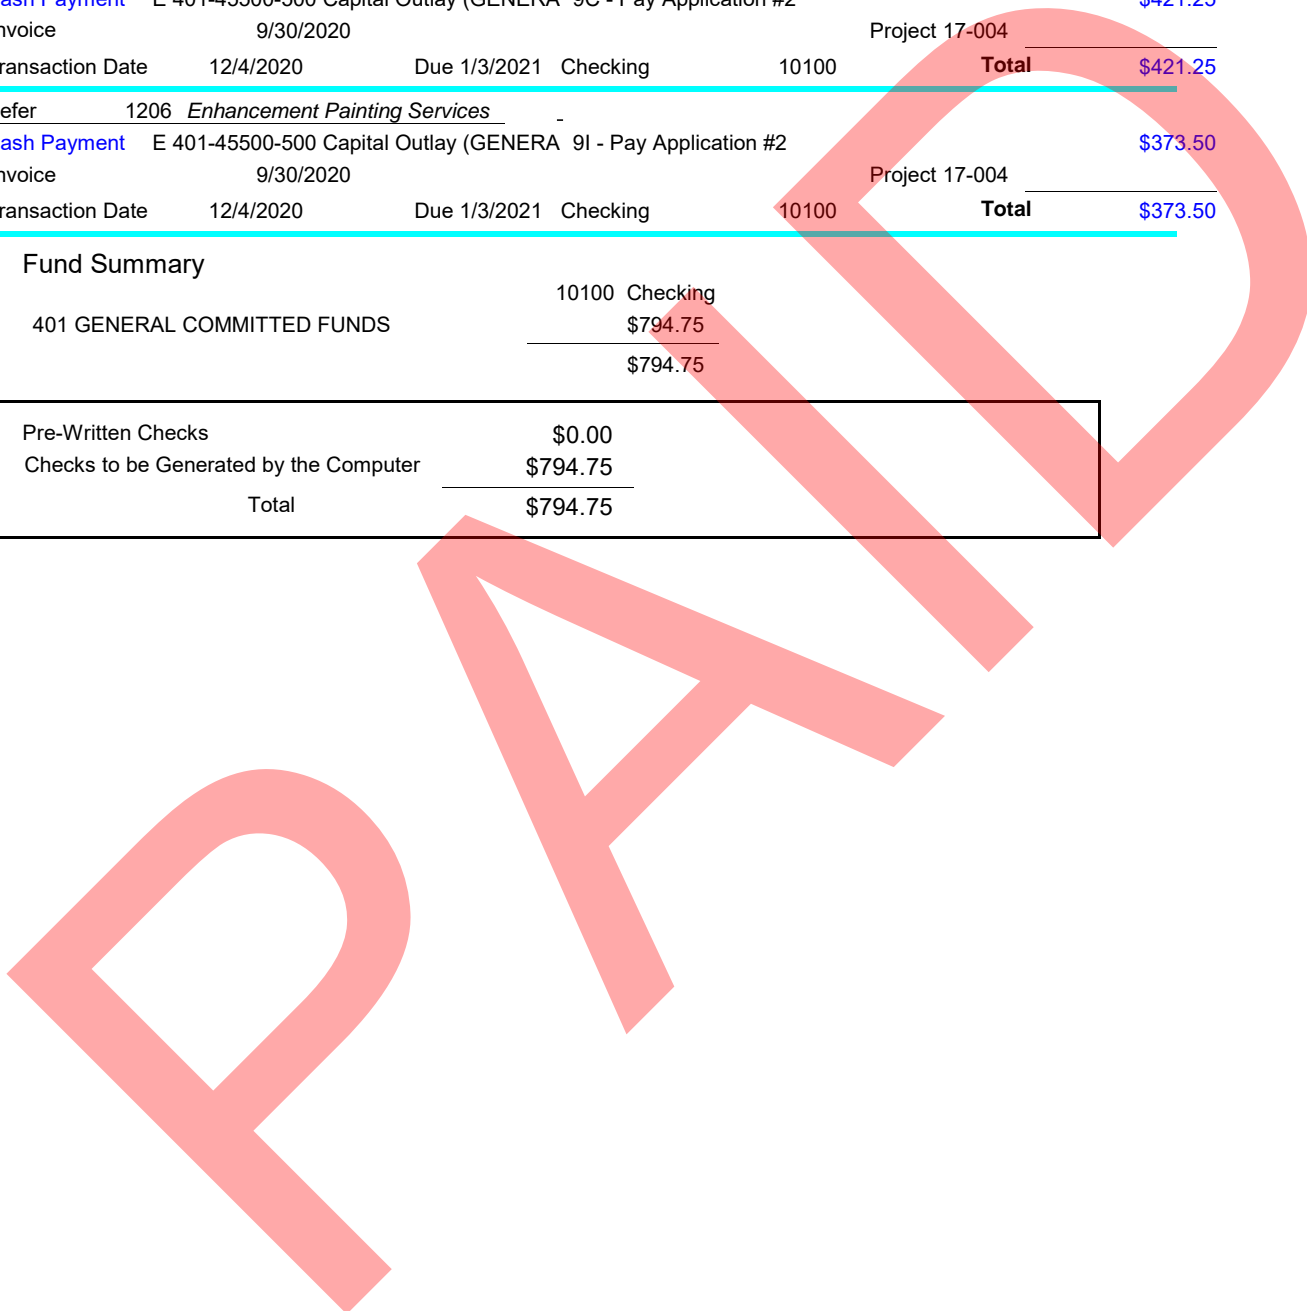 ash Payment E 401-45500-500 Capital Outlay (GENERA 9C - Pay Application #2 $421.25
nvoice 9/30/2020 Project 17-004
ransaction Date 12/4/2020 Due 1/3/2021 Checking 10100 Total $421.25
efer 1206 Enhancement Painting Services -
ash Payment E 401-45500-500 Capital Outlay (GENERA 9I - Pay Application #2 $373.50
nvoice 9/30/2020 Project 17-004
ransaction Date 12/4/2020 Due 1/3/2021 Checking 10100 Total $373.50
Fund Summary
10100 Checking
401 GENERAL COMMITTED FUNDS $794.75
$794.75
Pre-Written Checks $0.00
Checks to be Generated by the Computer $794.75
Total $794.75
PAID